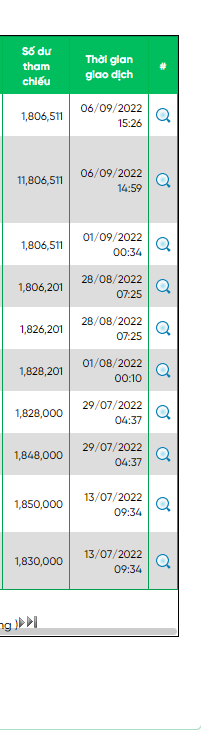 Số dư tham chiếu Thời gian giao dịch #
1,806,511 06/09/2022 15:26
11,806,511 06/09/2022 14:59
1,806,511 01/09/2022 00:34
1,806,201 28/08/2022 07:25
1,826,201 28/08/2022 07:25
1,828,201 01/08/2022 00:10
1,828,000 29/07/2022 04:37
1,848,000 29/07/2022 04:37
1,850,000 13/07/2022 09:34
1,830,000 13/07/2022 09:34
ng )